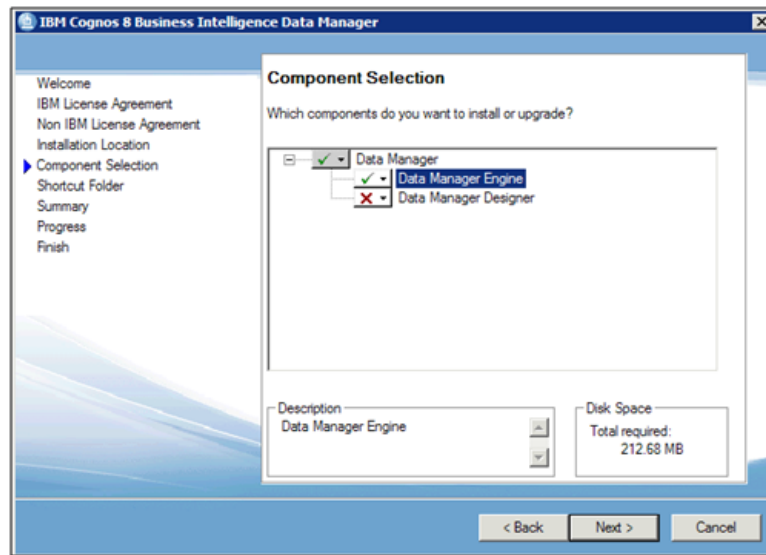 IBM Cognos 8 Business Intelligence Data Manager
Welcome
IBM License Agreement
Non IBM License Agreement
Installation Location
Component Selection
Shortcut Folder
Summary
Progress
Finish
Component Selection
Which components do you want to install or upgrade?
Data Manager
Data Manager Engine
Data Manager Designer
Description
Data Manager Engine
Disk Space
Total required:
212.68 MB
< Back
Next >
Cancel